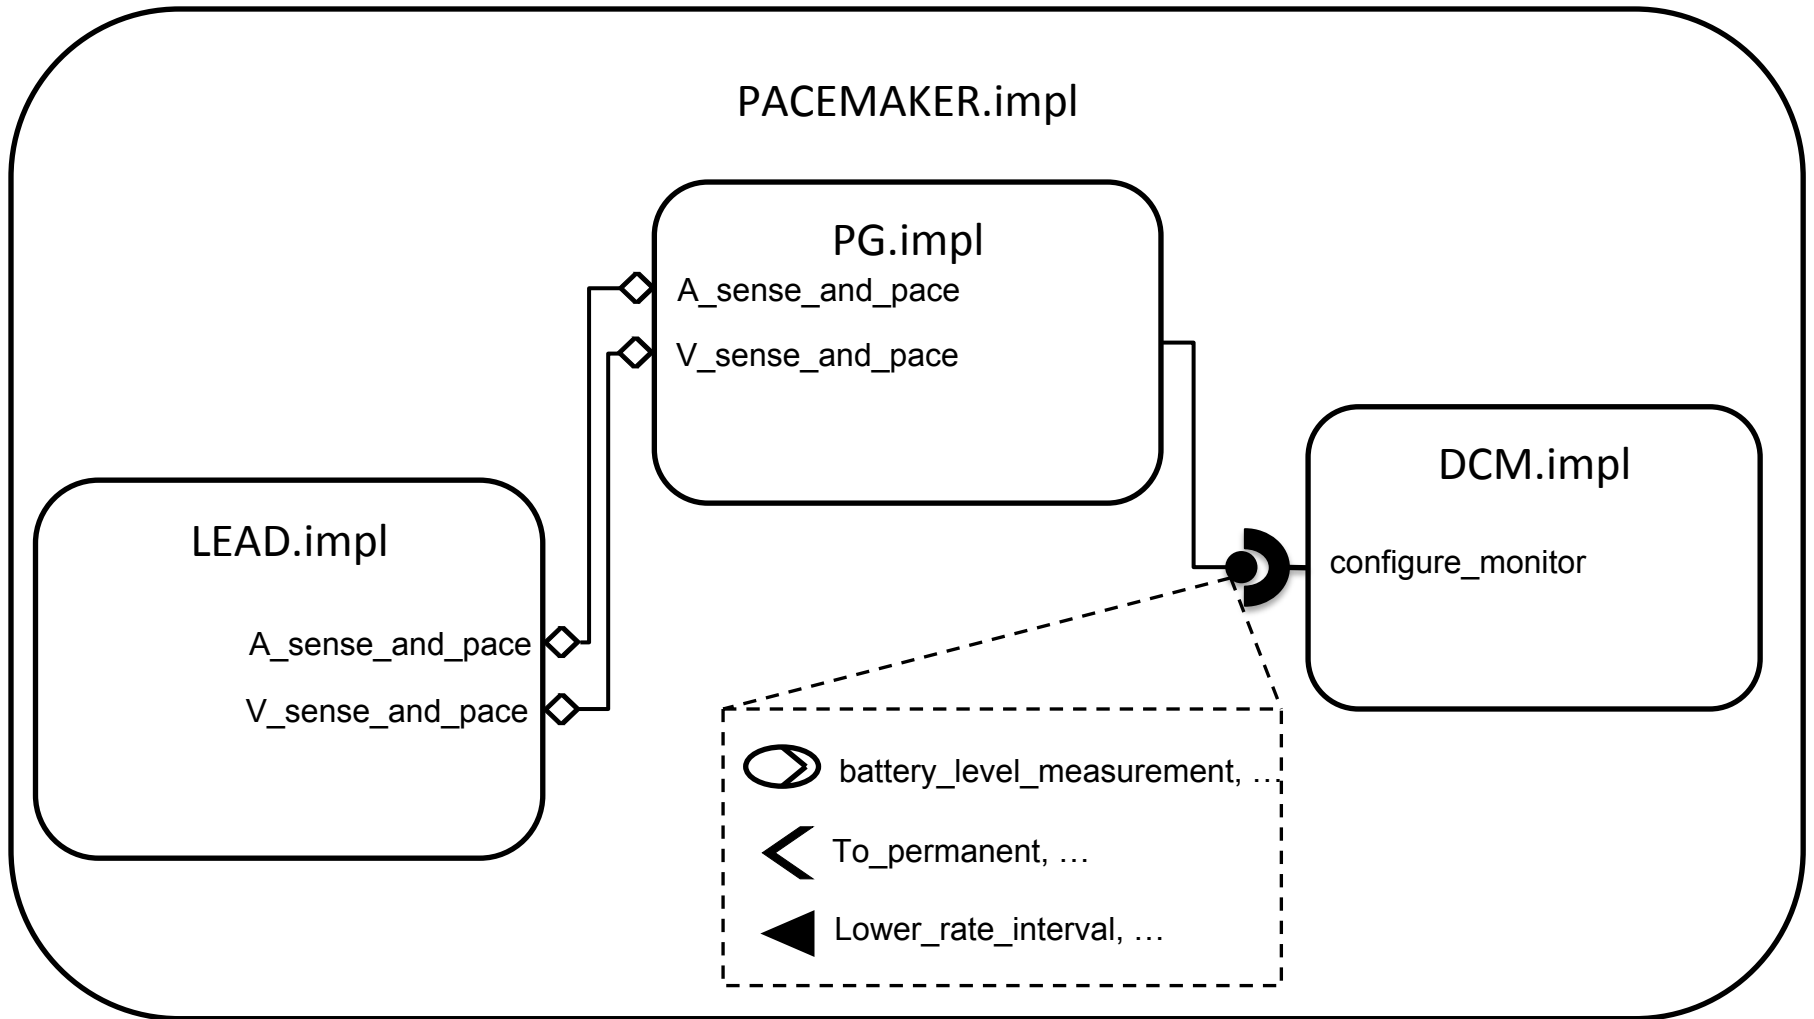 PACEMAKER.impl
PG.impl
A_sense_and_pace
V_sense_and_pace
DCM.impl
configure_monitor
LEAD.impl
A_sense_and_pace
V_sense_and_pace
battery_level_measurement, …
To_permanent, …
Lower_rate_interval, …